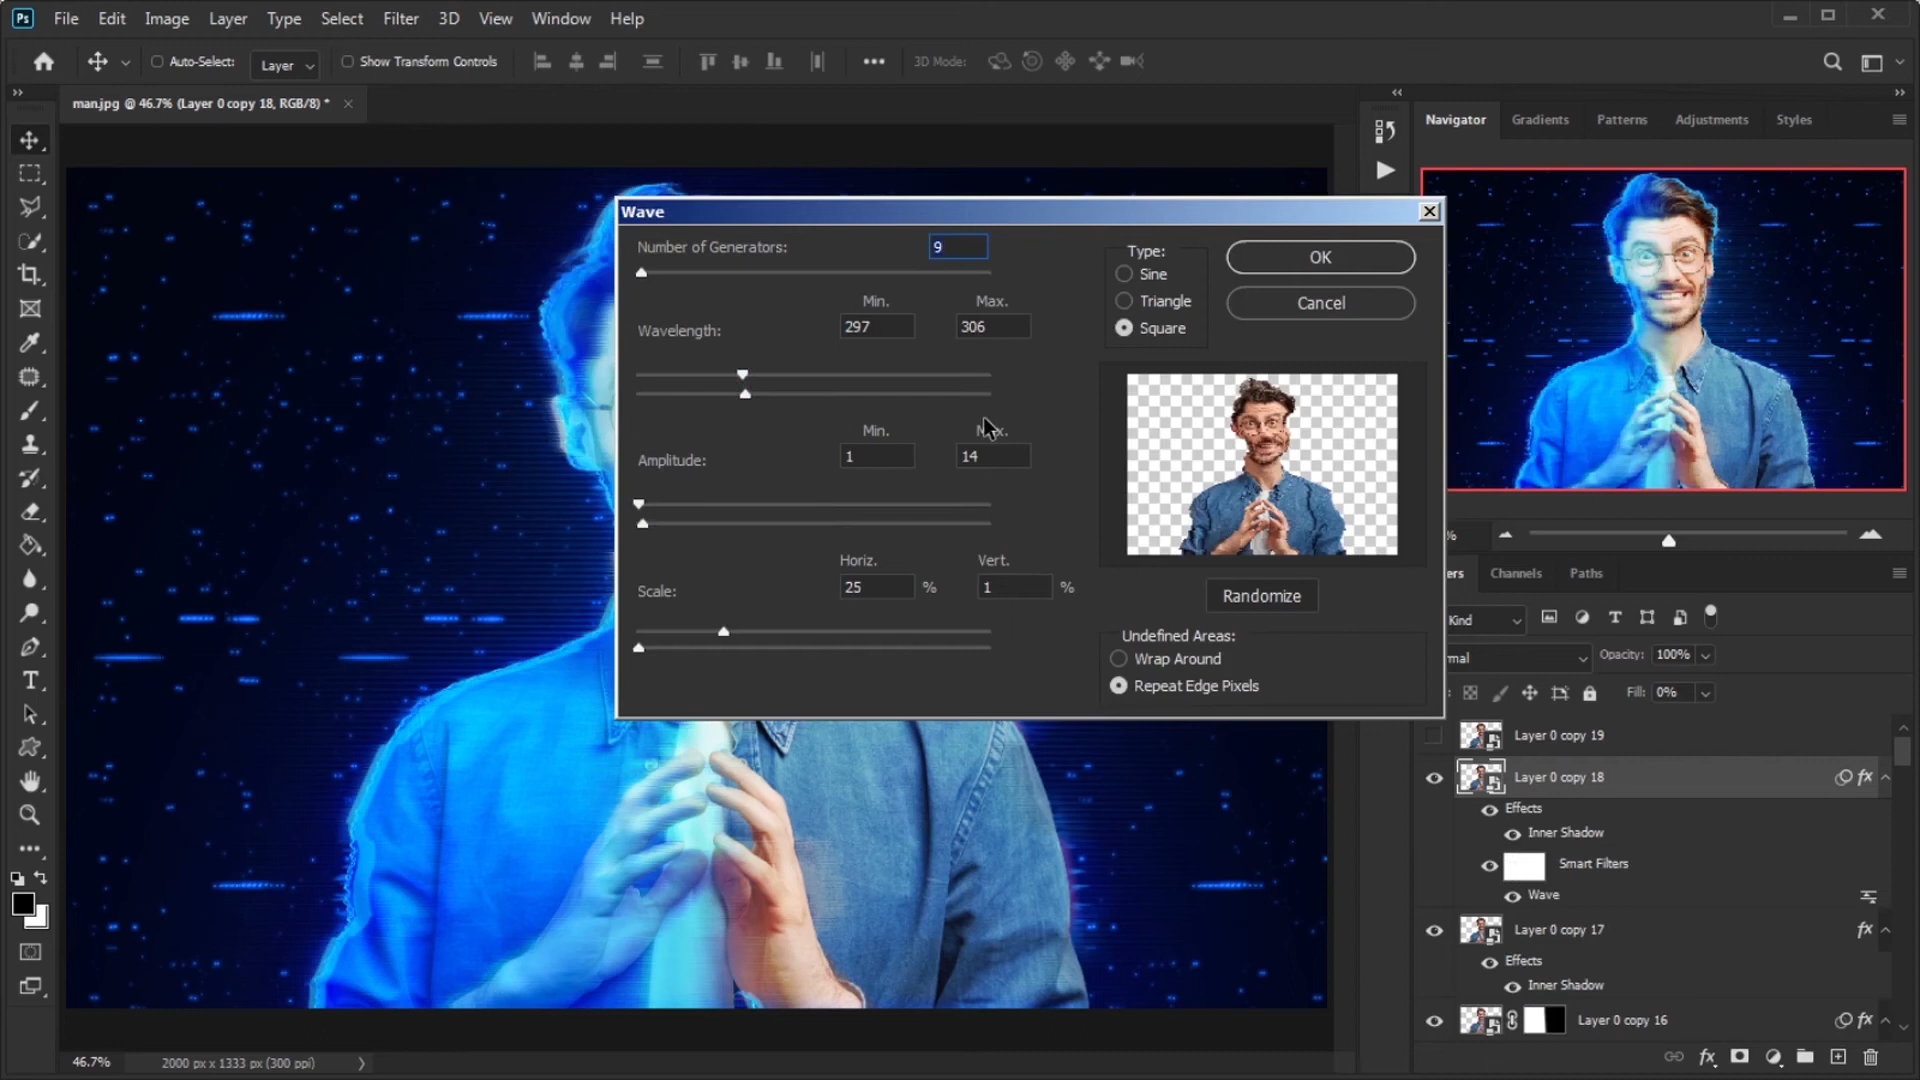 Ps File Edit Image Layer Type Select Filter 3D View Window Help
Auto-Select: Layer Show Transform Controls 3D Mode:
man.jpg @ 46.7% (Layer 0 copy 18, RGB/8) *
Navigator Gradients Patterns Adjustments Styles
Wave
Number of Generators: 9
Type:
Sine
Triangle
Square
OK
Cancel
Min. Max.
Wavelength: 297 306
Min.
Amplitude: 1 14
Horiz. Vert.
Scale: 25 % 1 %
Randomize
Undefined Areas:
Wrap Around
Repeat Edge Pixels
%
Channels Paths
Kind
Opacity: 100%
Fill: 0%
Layer 0 copy 19
Layer 0 copy 18 fx
Effects
Inner Shadow
Smart Filters
Wave
Layer 0 copy 17 fx
Effects
Inner Shadow
Layer 0 copy 16 fx
46.7% 2000 px x 1333 px (300 ppi)
fx